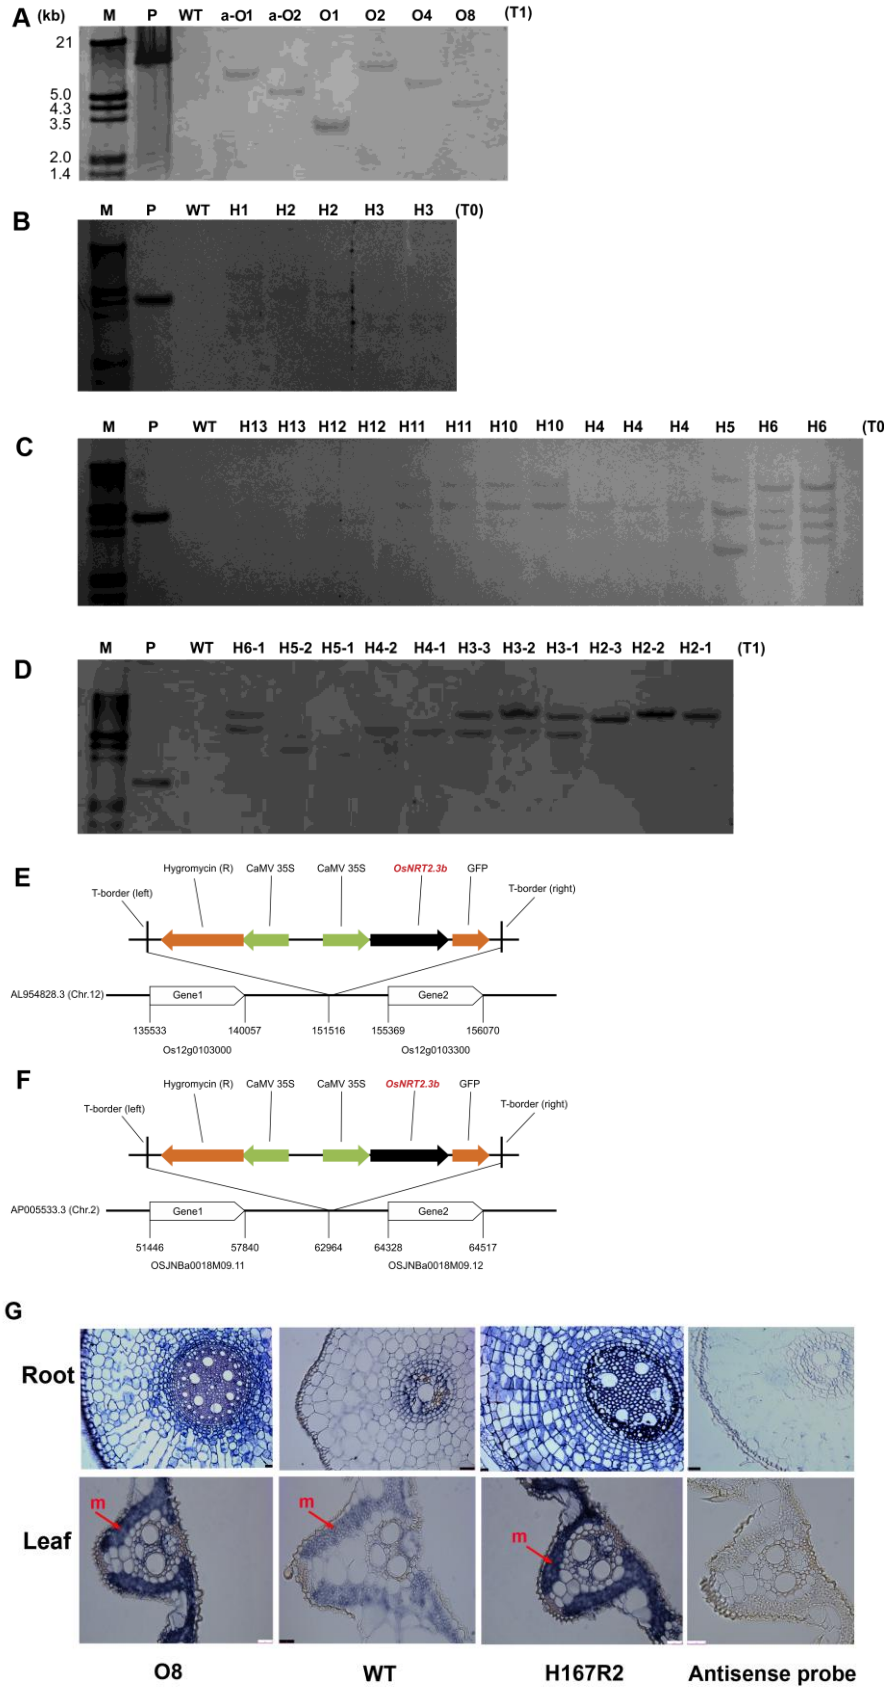 A (kb) M P WT a-O1 a-O2 O1 O2 O4 O8 (T1)
21
5.0
4.3
3.5
2.0
1.4
B M P WT H1 H2 H2 H3 H3 (T0)
C M P WT H13 H13 H12 H12 H11 H11 H10 H10 H4 H4 H4 H5 H6 H6 (T0
D M P WT H6-1 H5-2 H5-1 H4-2 H4-1 H3-3 H3-2 H3-1 H2-3 H2-2 H2-1 (T1)
E
Hygromycin (R) CaMV 35S CaMV 35S OsNRT2.3b GFP
T-border (left) T-border (right)
AL954828.3 (Chr.12) Gene1 Gene2
135533 140057 151516 155369 156070
Os12g0103000 Os12g0103300
F
Hygromycin (R) CaMV 35S CaMV 35S OsNRT2.3b GFP
T-border (left) T-border (right)
AP005533.3 (Chr.2) Gene1 Gene2
51446 57840 62964 64328 64517
OSJNBa0018M09.11 OSJNBa0018M09.12
G
Root
Leaf m m m
O8 WT H167R2 Antisense probe